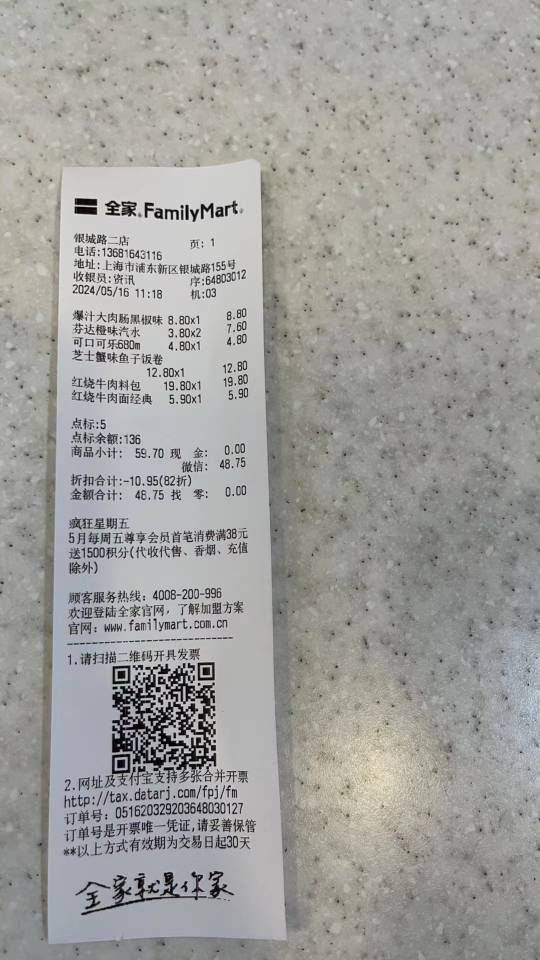 全家 FamilyMart
银城路二店 页: 1
电话:13681643116
地址:上海市浦东新区银城路155号
收银员:资讯 序:64803012
2024/05/16 11:18 机:03
爆汁大肉肠黑椒味 8.80x1 8.80
芬达橙味汽水 3.80x2 7.60
可口可乐680m 4.80x1 4.80
芝士蟹味鱼子饭卷
12.80x1 12.80
红烧牛肉料包 19.80x1 19.80
红烧牛肉面经典 5.90x1 5.90
点标:5
点标余额:136
商品小计: 59.70 现 金: 0.00
微信: 48.75
折扣合计:-10.95(82折)
金额合计: 48.75 找 零: 0.00
疯狂星期五
5月每周五尊享会员首笔消费满38元
送1500积分(代收代售、香烟、充值
除外)
顾客服务热线: 4008-200-996
欢迎登陆全家官网，了解加盟方案
官网: www.familymart.com.cn
1.请扫描二维码开具发票
2.网址及支付宝支持多张合并开票
http://tax.datarj.com/fpj/fm
订单号: 051620329203648030127
订单号是开票唯一凭证,请妥善保管
**以上方式有效期为交易日起30天
全家就是你家